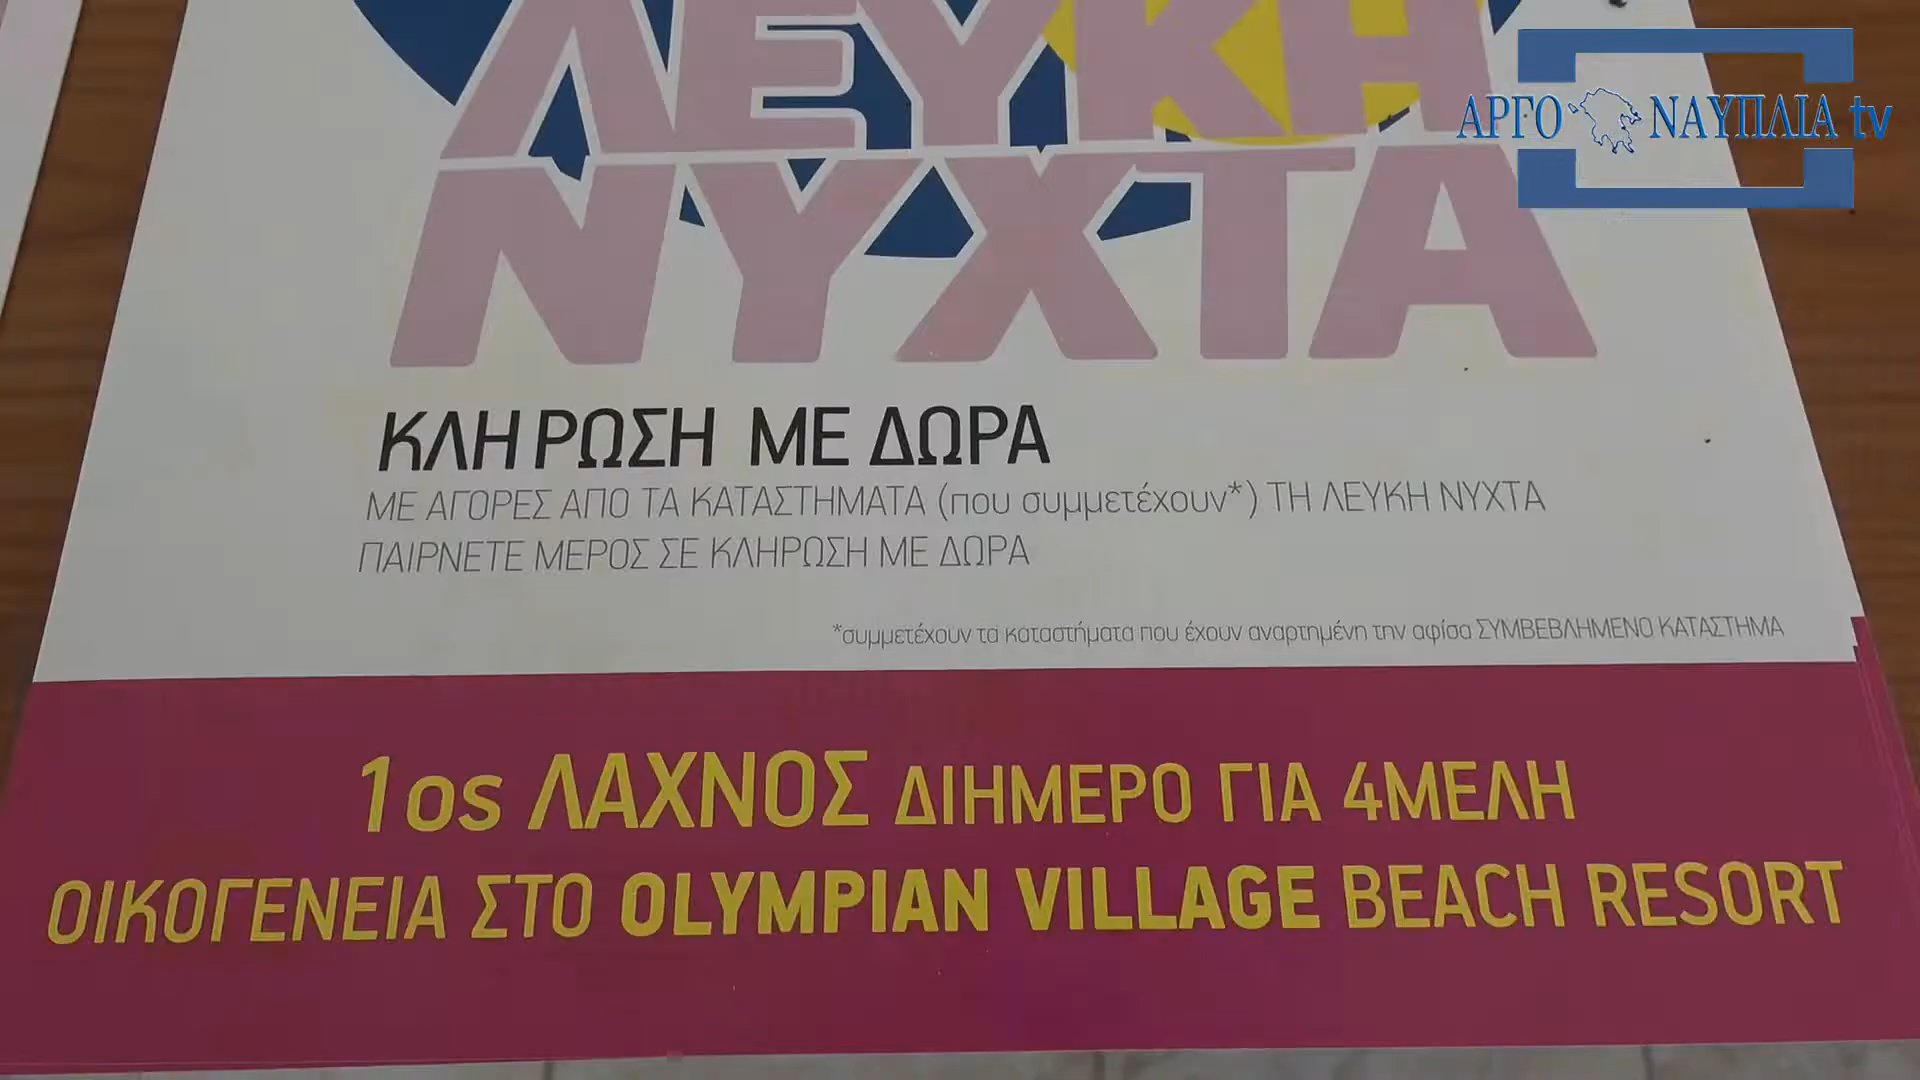 ΛΕΥΚΗ
ΝΥΧΤΑ
ΑΡΓΟ ΝΑΥΠΛΙΑ tv
ΚΛΗΡΩΣΗ ΜΕ ΔΩΡΑ
ΜΕ ΑΓΟΡΕΣ ΑΠΟ ΤΑ ΚΑΤΑΣΤΗΜΑΤΑ (που συμμετέχουν*) ΤΗ ΛΕΥΚΗ ΝΥΧΤΑ
ΠΑΙΡΝΕΤΕ ΜΕΡΟΣ ΣΕ ΚΛΗΡΩΣΗ ΜΕ ΔΩΡΑ
*συμμετέχουν τα καταστήματα που έχουν αναρτημένη την αφίσα ΣΥΜΒΕΒΛΗΜΕΝΟ ΚΑΤΑΣΤΗΜΑ
1os ΛΑΧΝΟΣ ΔΙΗΜΕΡΟ ΓΙΑ 4ΜΕΛΗ
ΟΙΚΟΓΕΝΕΙΑ ΣΤΟ OLYMPIAN VILLAGE BEACH RESORT